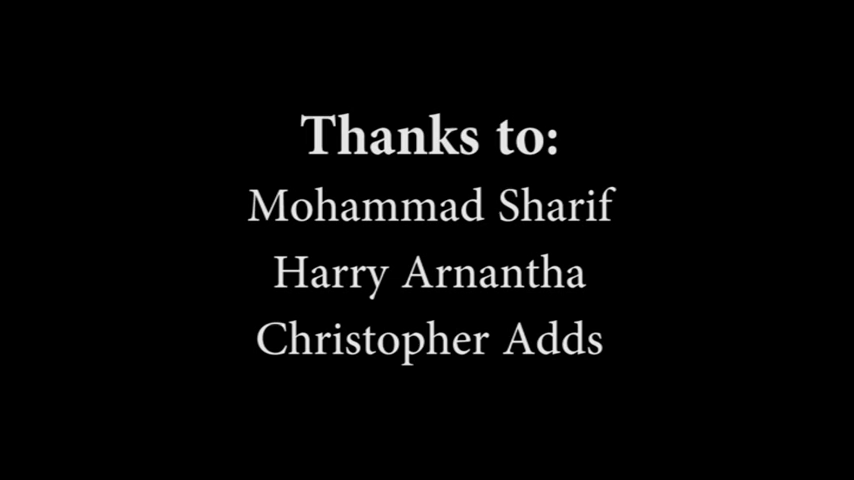 Thanks to:
Mohammad Sharif
Harry Arnantha
Christopher Adds